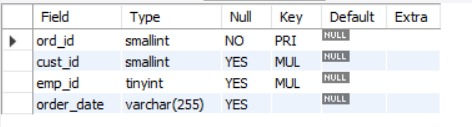 Field Type Null Key Default Extra
ord_id smallint NO PRI NULL
cust_id smallint YES MUL NULL
emp_id tinyint YES MUL NULL
order_date varchar(255) YES NULL